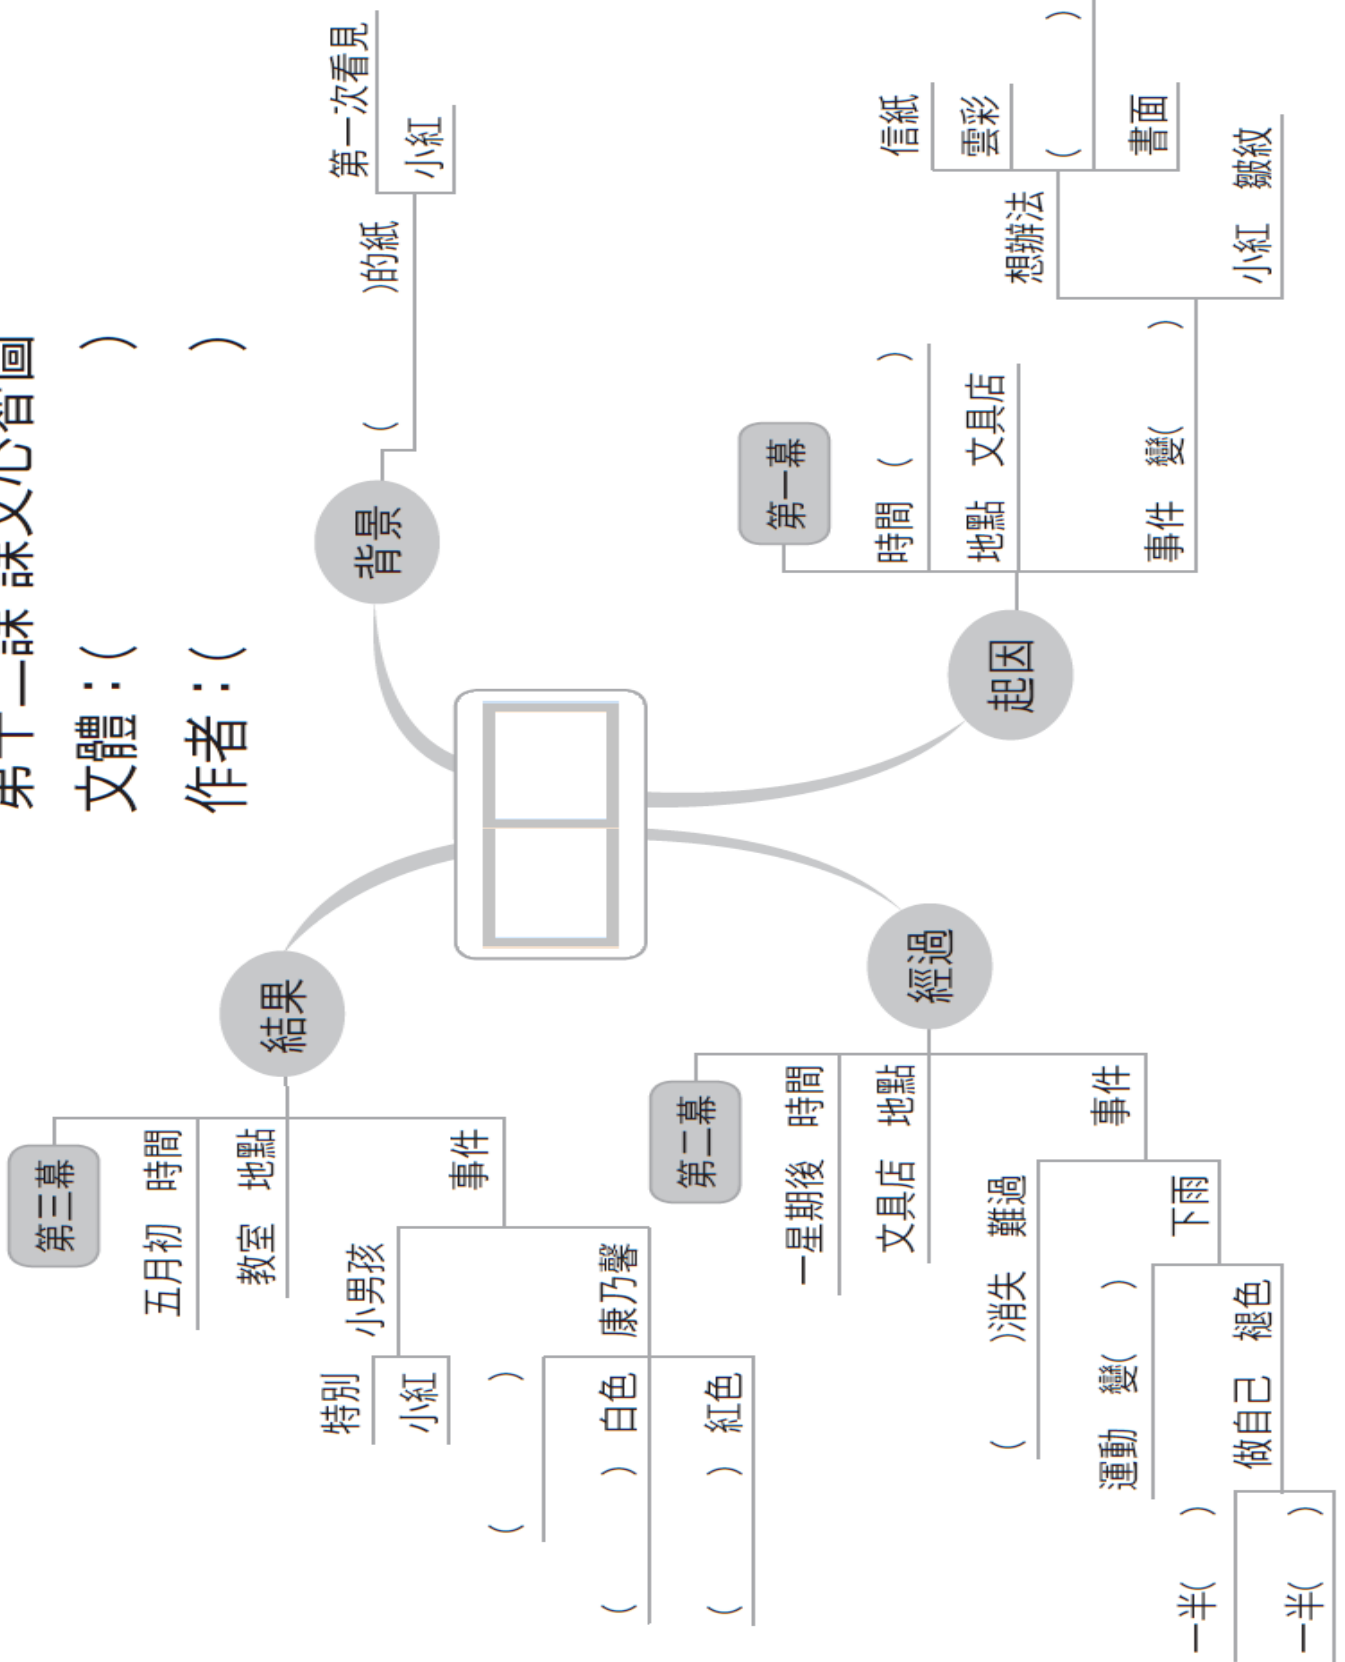 第十一課 課文心智圖
文體：(　　　　)
作者：(　　　　)
背景
(　　　　)的紙
第一次看見
小紅
起因
第一幕
時間 (　　)
地點 文具店
事件 變(　　)
想辦法
信紙
雲彩
(　　　)
書面
小紅 皺紋
經過
第二幕
一星期後 時間
文具店 地點
事件
(　　)消失 難過
下雨
運動 變(　　)
做自己 褪色
一半(　　)
一半(　　)
結果
第三幕
五月初 時間
教室 地點
事件
小男孩
特別
小紅
康乃馨
(　　　)
(　　　) 白色
(　　　) 紅色